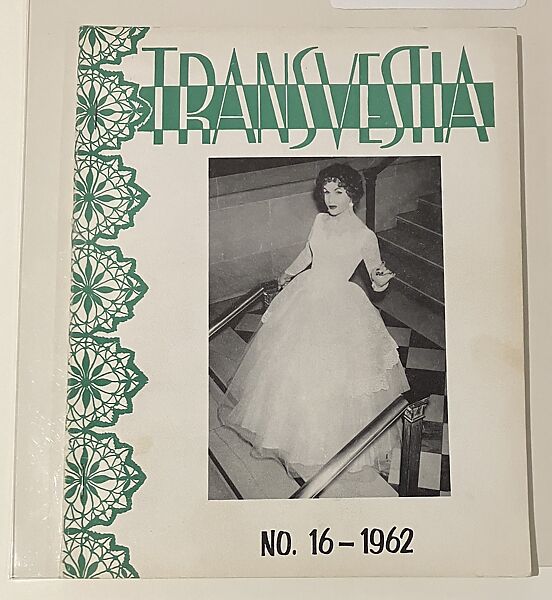 TRANSVESTIA
NO. 16 – 1962